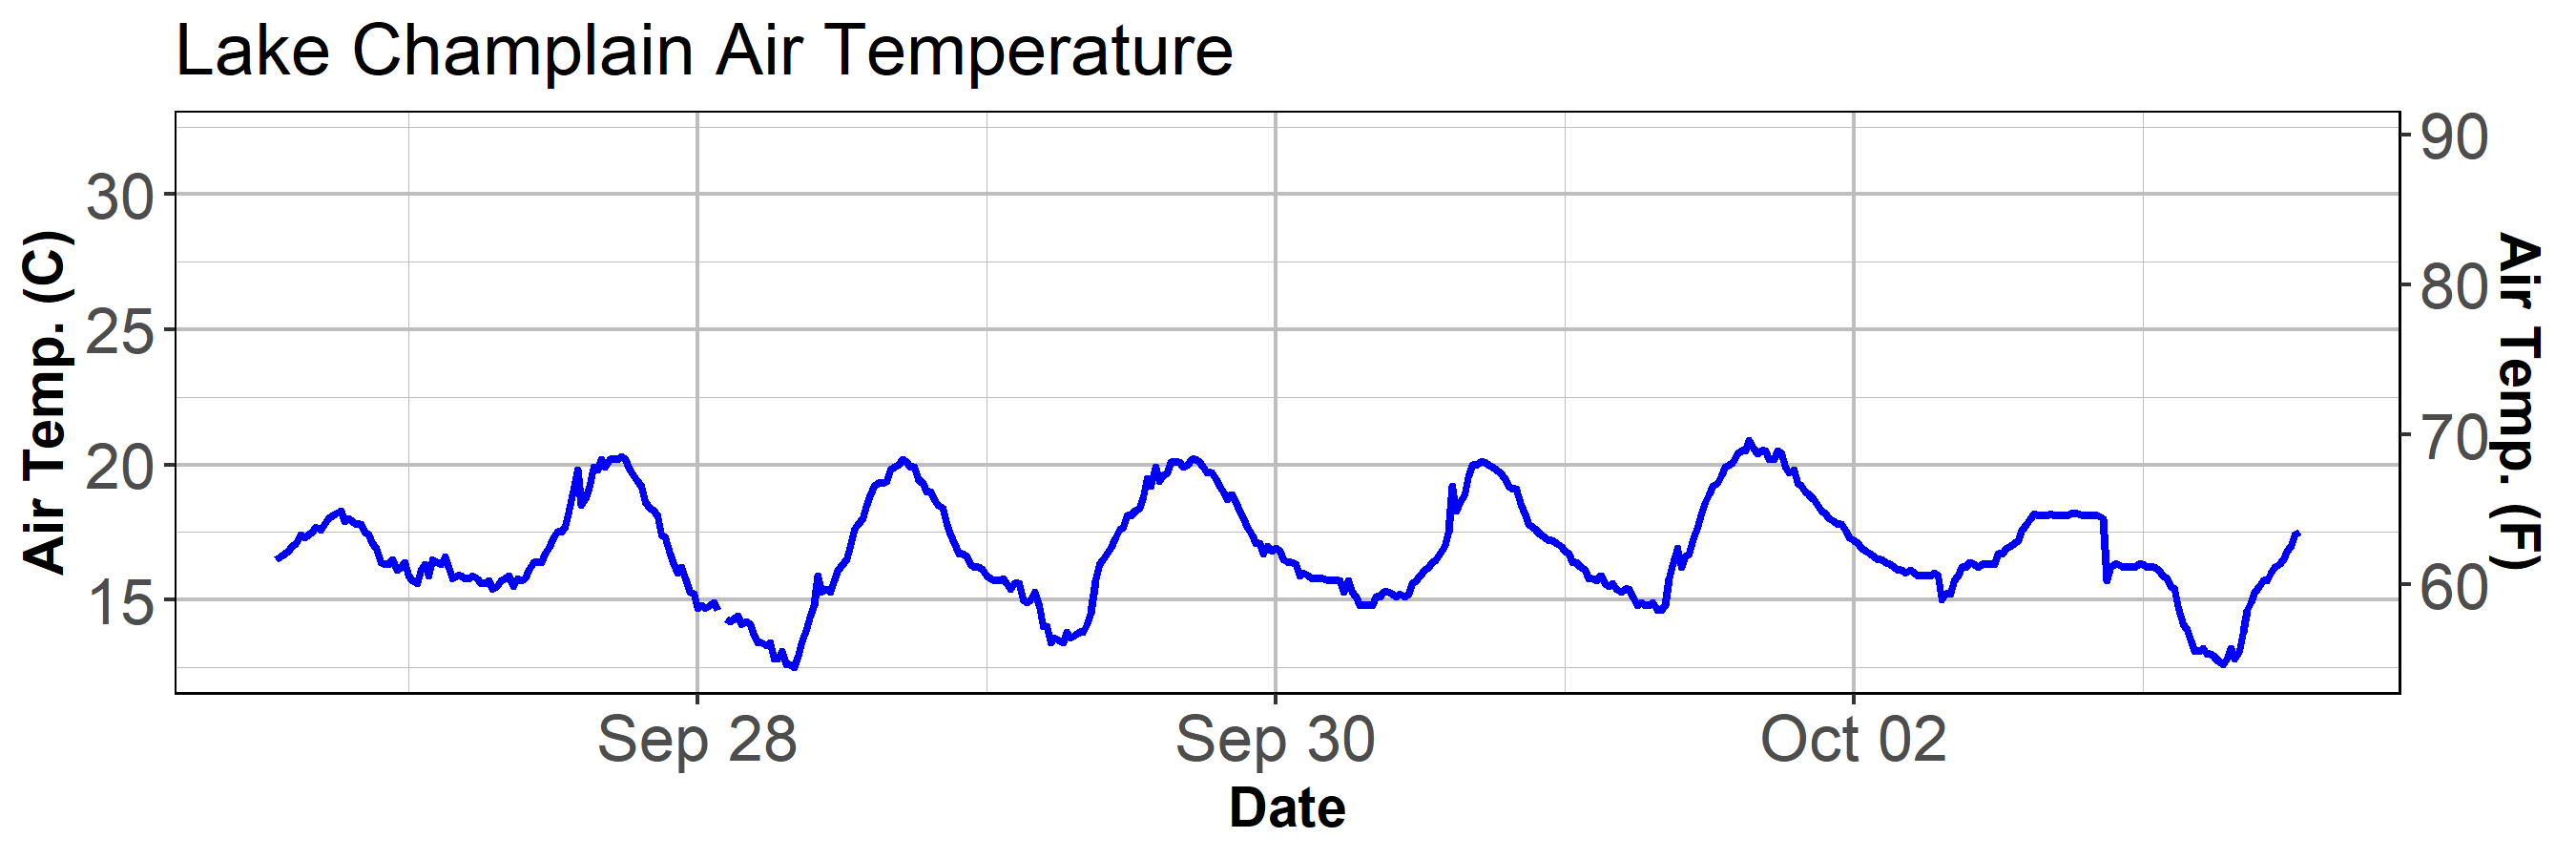 Lake Champlain Air Temperature
Air Temp. (C)
30
25
20
15
90
80
70
60
Air Temp. (F)
Sep 28
Sep 30
Oct 02
Date